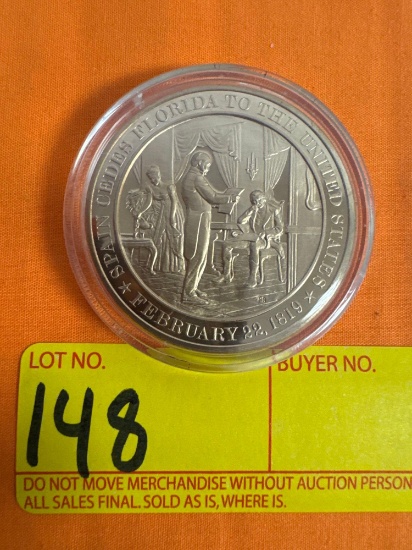 ★ SPAIN CEDES FLORIDA TO THE UNITED STATES ★
FEBRUARY 22, 1819
LOT NO.
BUYER NO.
148
DO NOT MOVE MERCHANDISE WITHOUT AUCTION PERSON
ALL SALES FINAL. SOLD AS IS, WHERE IS.